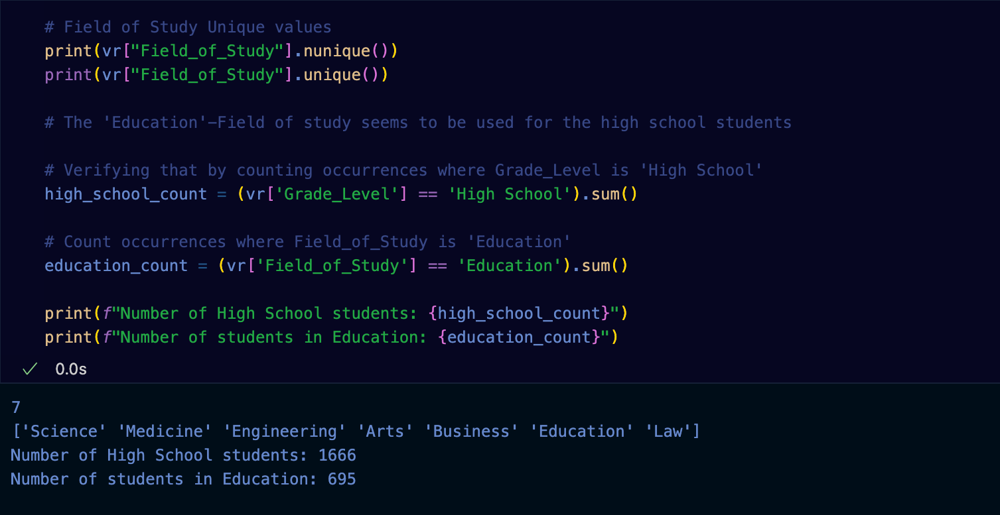 # Field of Study Unique values
print(vr["Field_of_Study"].nunique())
print(vr["Field_of_Study"].unique())
# The 'Education'-Field of study seems to be used for the high school students
# Verifying that by counting occurrences where Grade_Level is 'High School'
high_school_count = (vr['Grade_Level'] == 'High School').sum()
# Count occurrences where Field_of_Study is 'Education'
education_count = (vr['Field_of_Study'] == 'Education').sum()
print(f"Number of High School students: {high_school_count}")
print(f"Number of students in Education: {education_count}")
0.0s
7
['Science' 'Medicine' 'Engineering' 'Arts' 'Business' 'Education' 'Law']
Number of High School students: 1666
Number of students in Education: 695